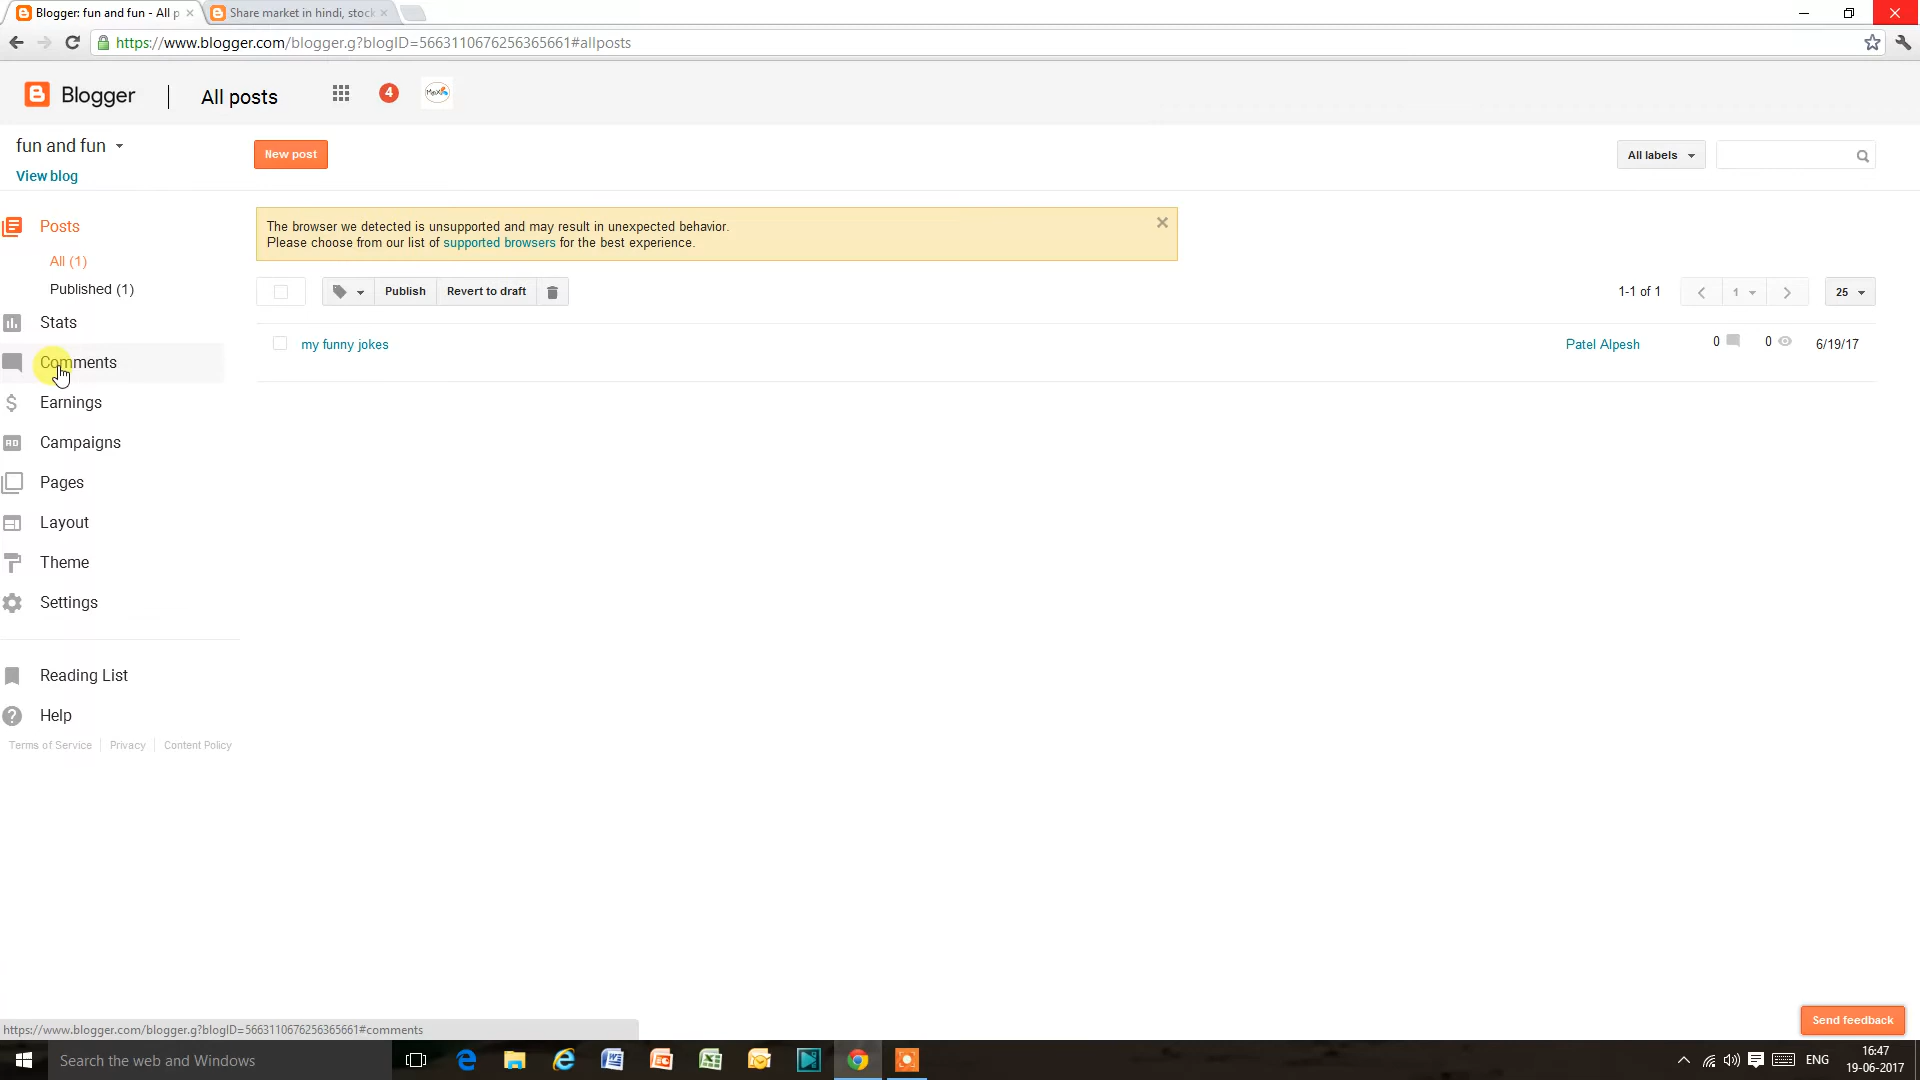 Blogger: fun and fun - All p
Share market in hindi, stock
https://www.blogger.com/blogger.g?blogID=5663110676256365661#allposts
Blogger
All posts
4
fun and fun
View blog
New post
All labels
Posts
All (1)
Published (1)
Stats
Comments
Earnings
Campaigns
Pages
Layout
Theme
Settings
Reading List
Help
Terms of Service
Privacy
Content Policy
The browser we detected is unsupported and may result in unexpected behavior.
Please choose from our list of supported browsers for the best experience.
Publish
Revert to draft
1-1 of 1
1
25
my funny jokes
Patel Alpesh
0
0
6/19/17
Send feedback
https://www.blogger.com/blogger.g?blogID=5663110676256365661#comments
Search the web and Windows
ENG
16:47
19-06-2017